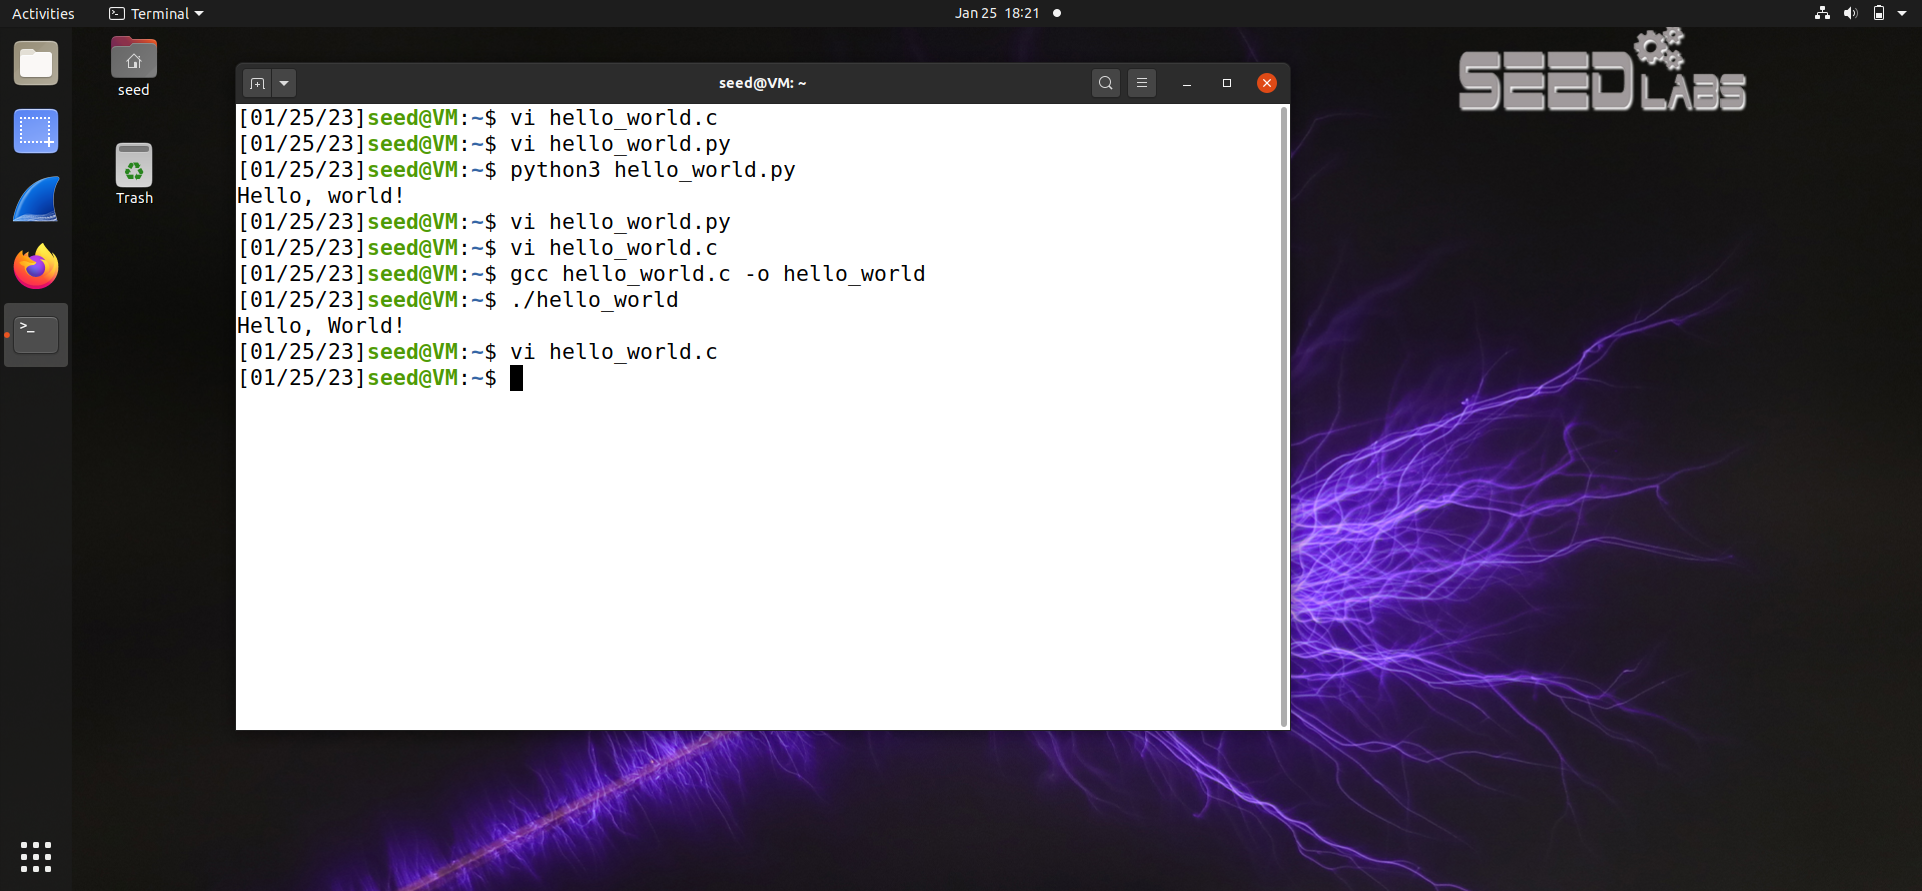 Activities
Terminal
Jan 25 18:21
seed
Trash
SEED LABS
seed@VM: ~
[01/25/23]seed@VM:~$ vi hello_world.c
[01/25/23]seed@VM:~$ vi hello_world.py
[01/25/23]seed@VM:~$ python3 hello_world.py
Hello, world!
[01/25/23]seed@VM:~$ vi hello_world.py
[01/25/23]seed@VM:~$ vi hello_world.c
[01/25/23]seed@VM:~$ gcc hello_world.c -o hello_world
[01/25/23]seed@VM:~$ ./hello_world
Hello, World!
[01/25/23]seed@VM:~$ vi hello_world.c
[01/25/23]seed@VM:~$